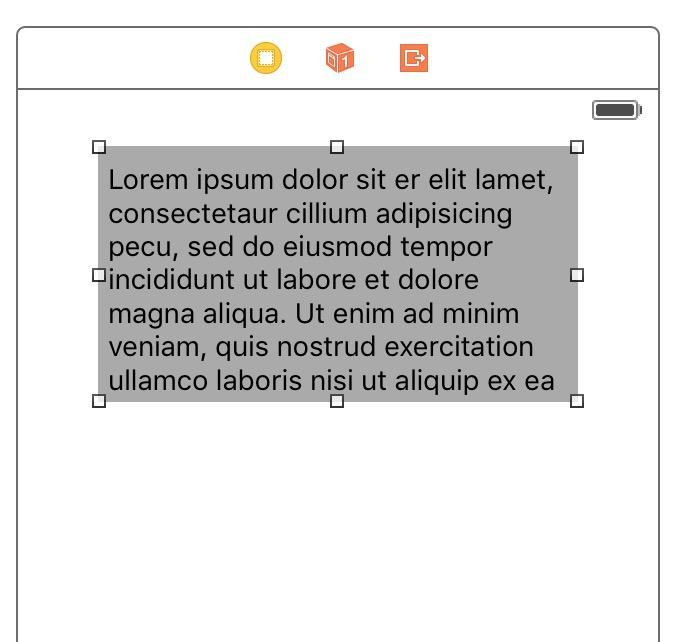 1
Lorem ipsum dolor sit er elit lamet,
consectetaur cillium adipisicing
pecu, sed do eiusmod tempor
incididunt ut labore et dolore
magna aliqua. Ut enim ad minim
veniam, quis nostrud exercitation
ullamco laboris nisi ut aliquip ex ea